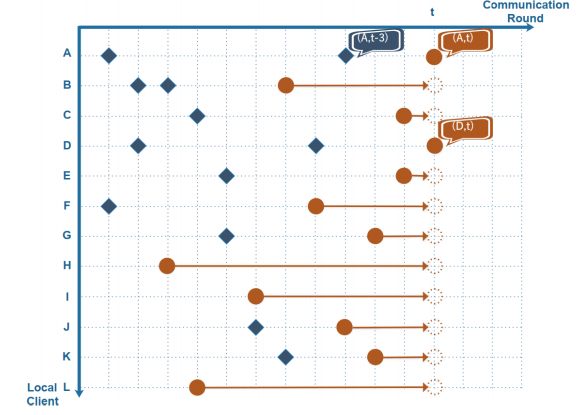 Communication
Round
t
(A,t-3)
(A,t)
A
B
C
(D,t)
D
E
F
G
H
I
J
K
Local L
Client